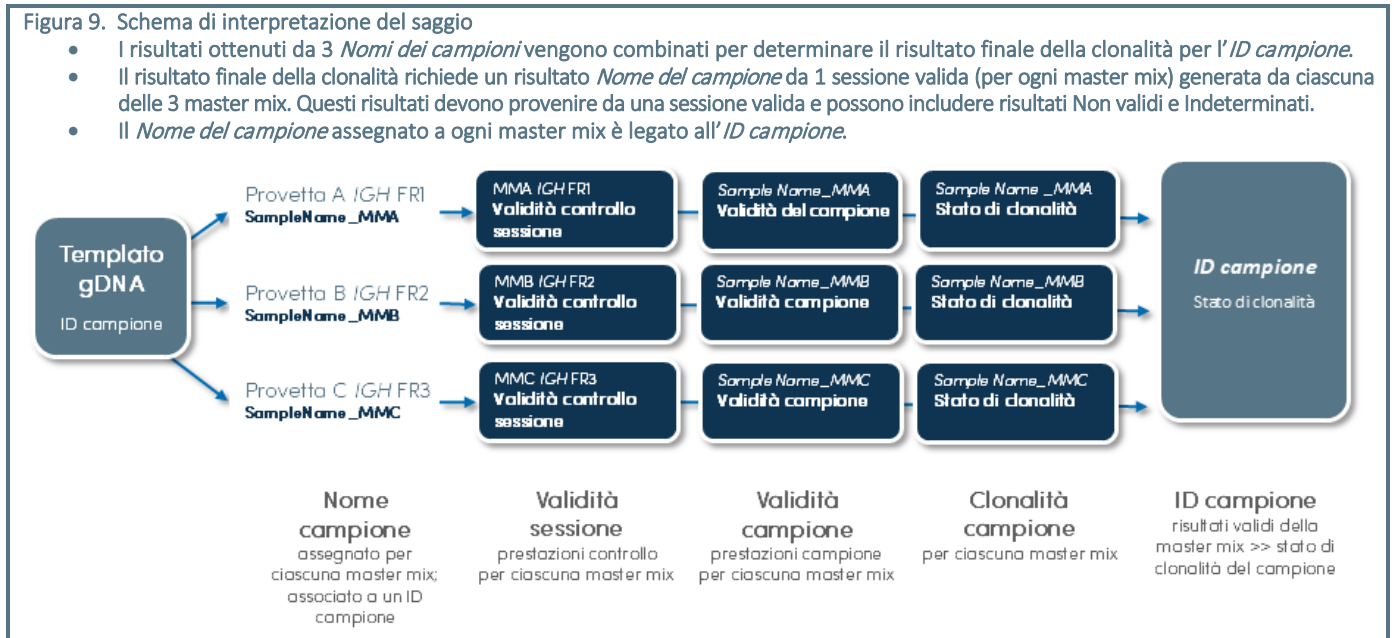 Figura 9. Schema di interpretazione del saggio
• I risultati ottenuti da 3 Nomi dei campioni vengono combinati per determinare il risultato finale della clonalità per l'ID campione.
• Il risultato finale della clonalità richiede un risultato Nome del campione da 1 sessione valida (per ogni master mix) generata da ciascuna
delle 3 master mix. Questi risultati devono provenire da una sessione valida e possono includere risultati Non validi e Indeterminati.
• Il Nome del campione assegnato a ogni master mix è legato all'ID campione.
Templato
gDNA
ID campione
Provetta A IGH FR1
SampleName_MMA
MMA IGH FR1
Validità controllo
sessione
Sample Name_MMA
Validità del campione
Sample Name _MMA
Stato di clonalità
Provetta B IGH FR2
SampleName_MMB
MMB IGH FR2
Validità controllo
sessione
Sample Name_MMB
Validità campione
Sample Name_MMB
Stato di clonalità
Provetta C IGH FR3
SampleName_MMC
MMC IGH FR3
Validità controllo
sessione
Sample Name_MMC
Validità campione
Sample Name_MMC
Stato di clonalità
ID campione
Stato di clonalità
Nome
campione
assegnato per
ciascuna master mix;
associato a un ID
campione
Validità
sessione
prestazioni controllo
per ciascuna master mix
Validità
campione
prestazioni campione
per ciascuna master mix
Clonalità
campione
per ciascuna master mix
ID campione
risultati validi della
master mix >> stato di
clonalità del campione